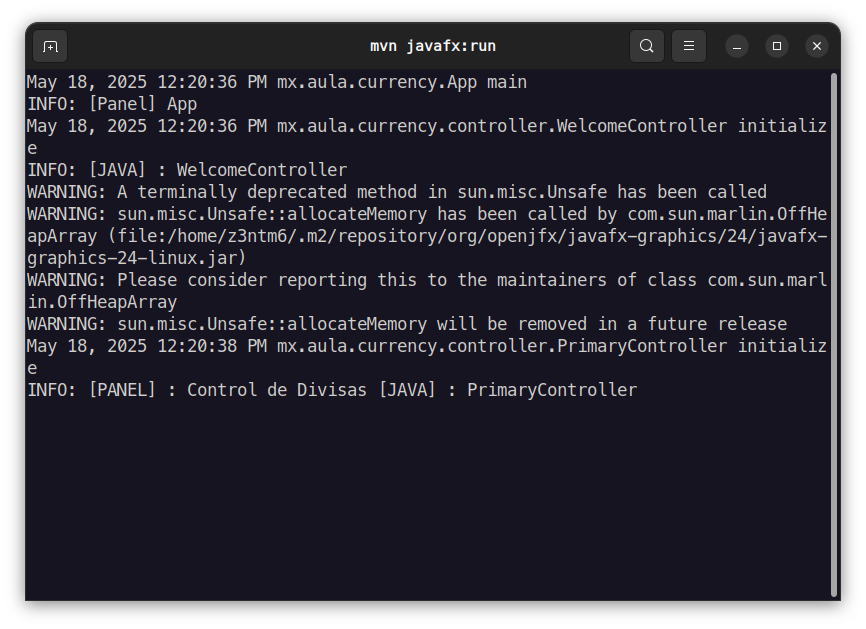 mvn javafx:run
May 18, 2025 12:20:36 PM mx.aula.currency.App main
INFO: [Panel] App
May 18, 2025 12:20:36 PM mx.aula.currency.controller.WelcomeController initializ
e
INFO: [JAVA] : WelcomeController
WARNING: A terminally deprecated method in sun.misc.Unsafe has been called
WARNING: sun.misc.Unsafe::allocateMemory has been called by com.sun.marlin.OffHe
apArray (file:/home/z3ntm6/.m2/repository/org/openjfx/javafx-graphics/24/javafx-
graphics-24-linux.jar)
WARNING: Please consider reporting this to the maintainers of class com.sun.marl
in.OffHeapArray
WARNING: sun.misc.Unsafe::allocateMemory will be removed in a future release
May 18, 2025 12:20:38 PM mx.aula.currency.controller.PrimaryController initializ
e
INFO: [PANEL] : Control de Divisas [JAVA] : PrimaryController